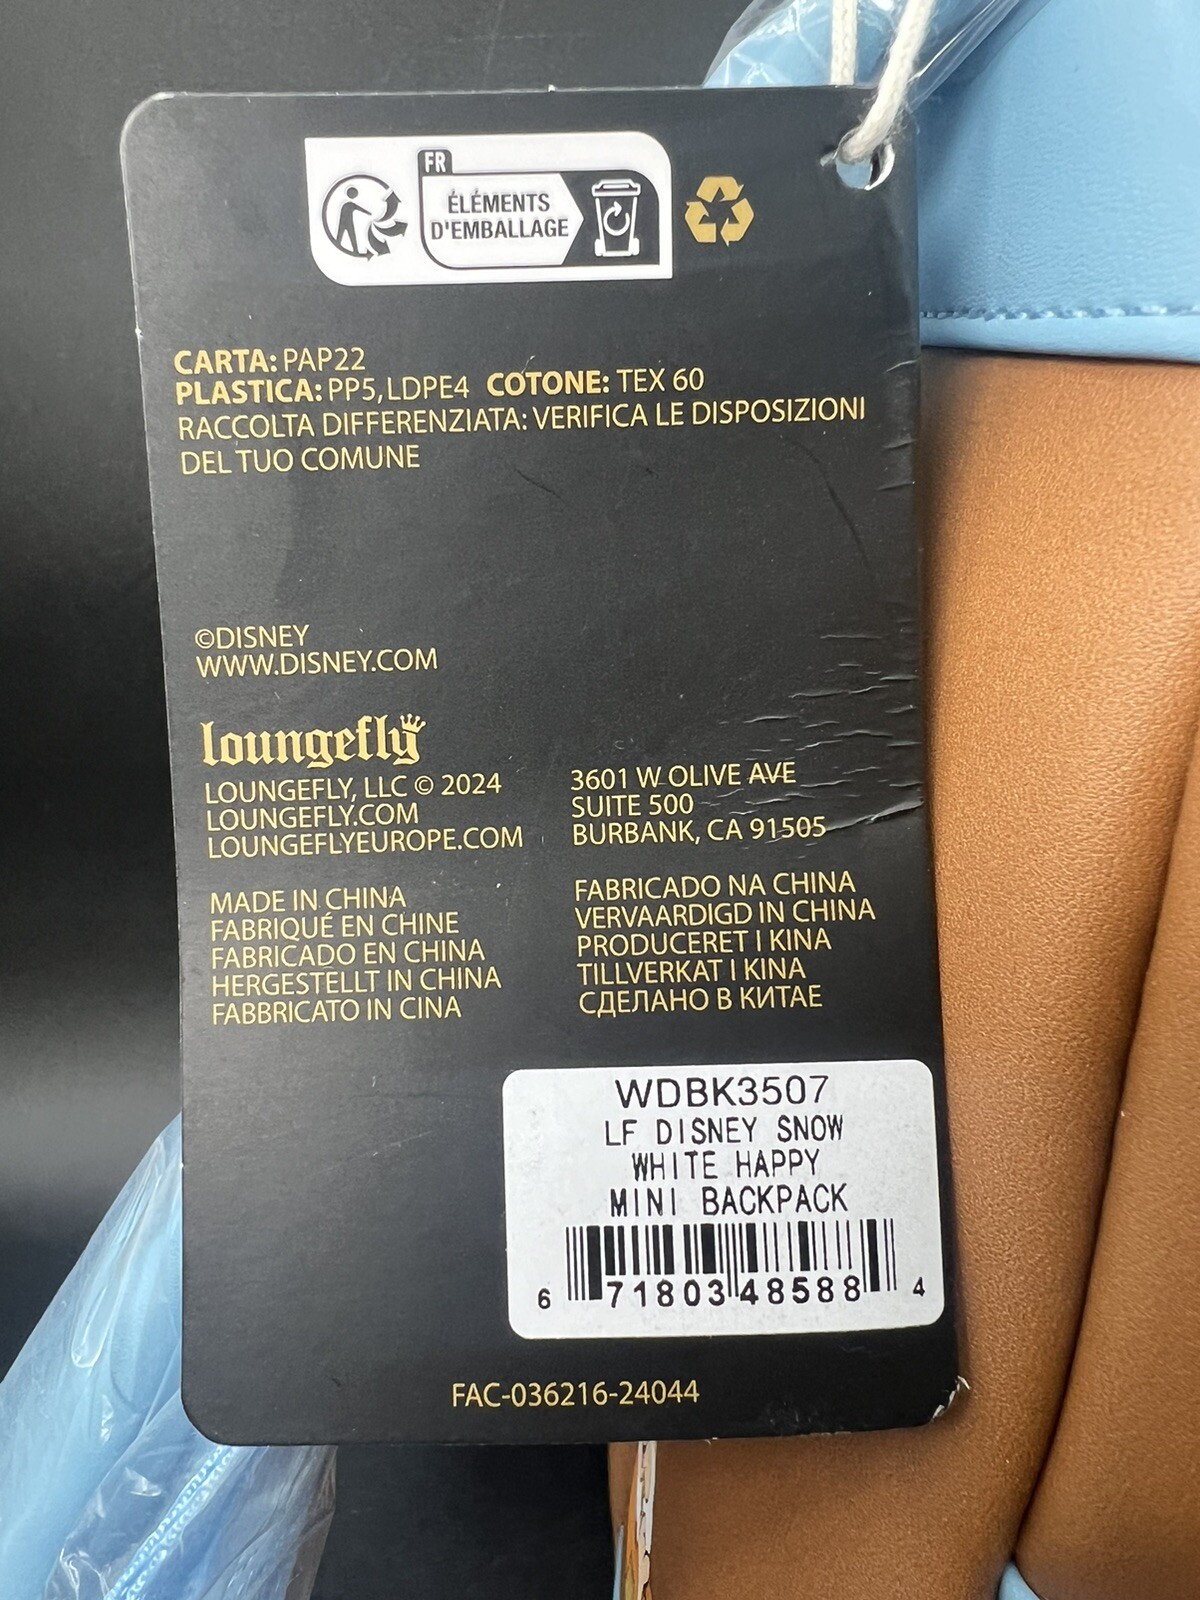 FR
ÉLÉMENTS
D'EMBALLAGE
CARTA: PAP22
PLASTICA: PP5, LDPE4 COTONE: TEX 60
RACCOLTA DIFFERENZIATA: VERIFICA LE DISPOSIZIONI
DEL TUO COMUNE
©DISNEY
WWW.DISNEY.COM
loungefly
LOUNGEFLY, LLC © 2024
LOUNGEFLY.COM
LOUNGEFLYEUROPE.COM
3601 W OLIVE AVE
SUITE 500
BURBANK, CA 91505
MADE IN CHINA
FABRIQUÉ EN CHINE
FABRICADO EN CHINA
HERGESTELLT IN CHINA
FABBRICATO IN CINA
FABRICADO NA CHINA
VERVAARDIGD IN CHINA
PRODUCERET I KINA
TILLVERKAT I KINA
СДЕЛАНО В КИТАЕ
WDBK3507
LF DISNEY SNOW
WHITE HAPPY
MINI BACKPACK
6 71803 48588 4
FAC-036216-24044